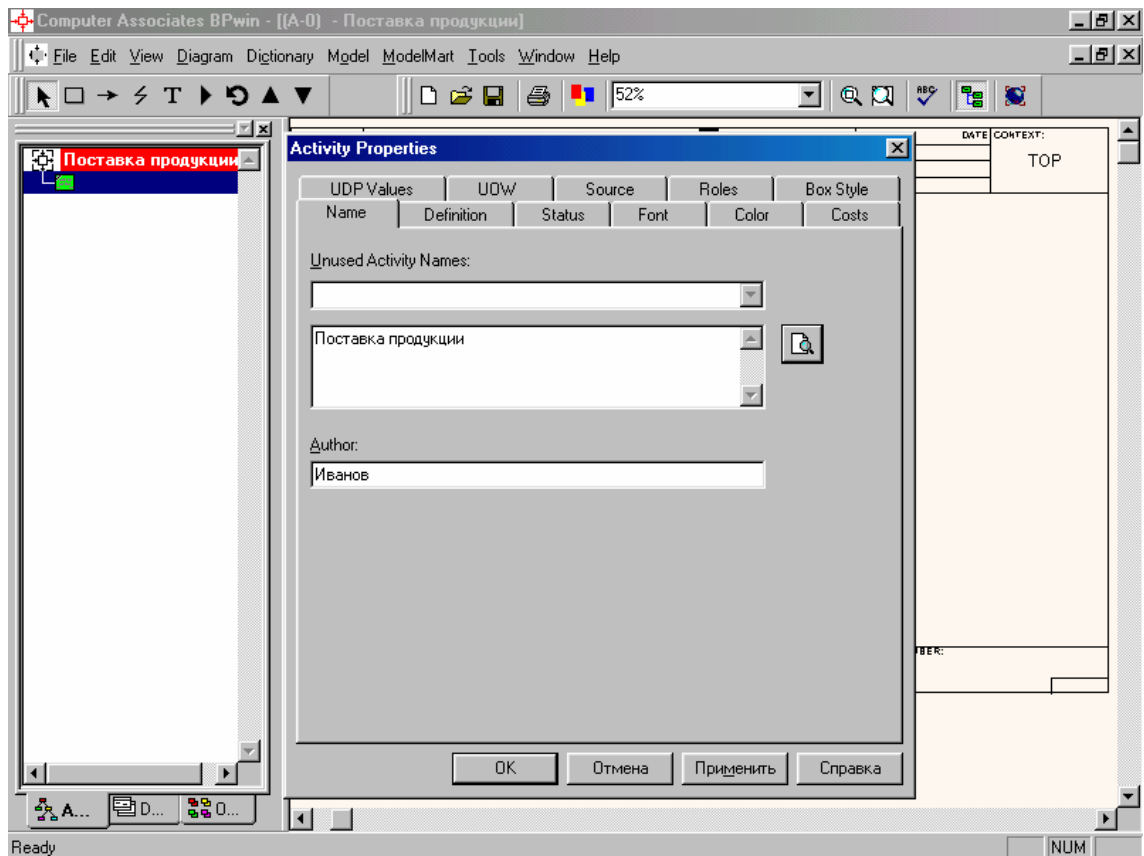 Computer Associates BPwin - [(A-0) - Поставка продукции]
File Edit View Diagram Dictionary Model ModelMart Tools Window Help
52%
ABC
Поставка продукции
Activity Properties
UDP Values UOW Source Roles Box Style
Name Definition Status Font Color Costs
Unused Activity Names:
Поставка продукции
Author:
Иванов
OK Отмена Применить Справка
DATE CONTEXT:
TOP
BER:
A... D... O...
Ready NUM